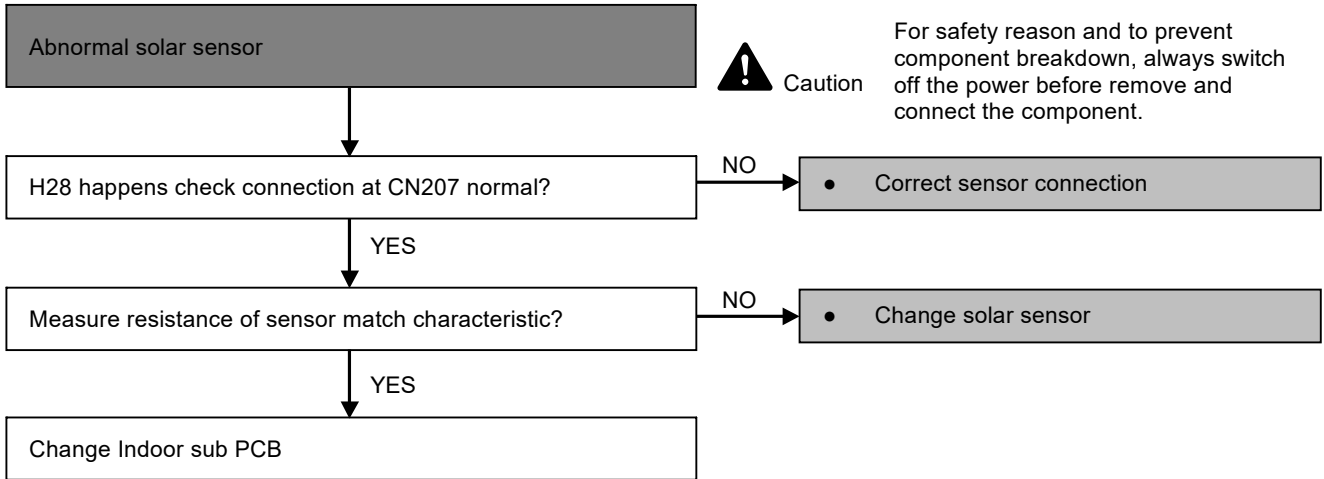 Abnormal solar sensor
Caution
For safety reason and to prevent
component breakdown, always switch
off the power before remove and
connect the component.
H28 happens check connection at CN207 normal?
NO
● Correct sensor connection
YES
Measure resistance of sensor match characteristic?
NO
● Change solar sensor
YES
Change Indoor sub PCB